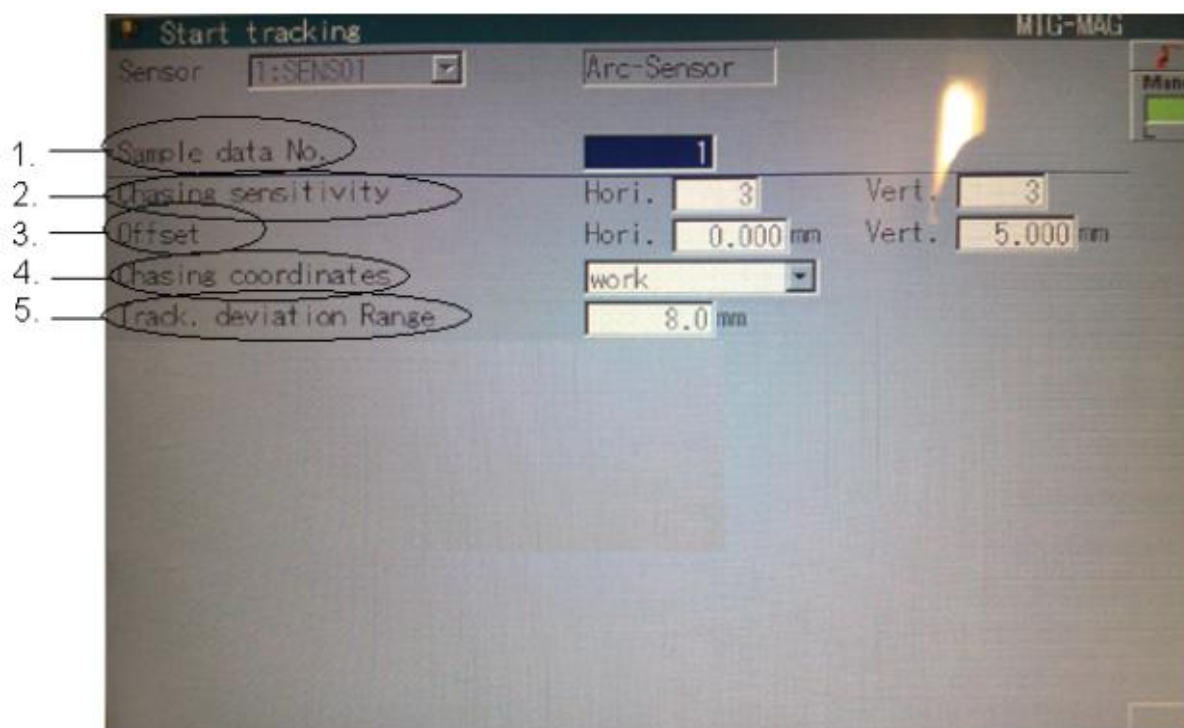 Start tracking MIG-MAG
Sensor 1:SENS01 Arc-Sensor
1. Sample data No. 1
2. Chasing sensitivity Hori. 3 Vert. 3
3. Offset Hori. 0.000 mm Vert. 5.000 mm
4. Chasing coordinates work
5. Track. deviation Range 8.0 mm